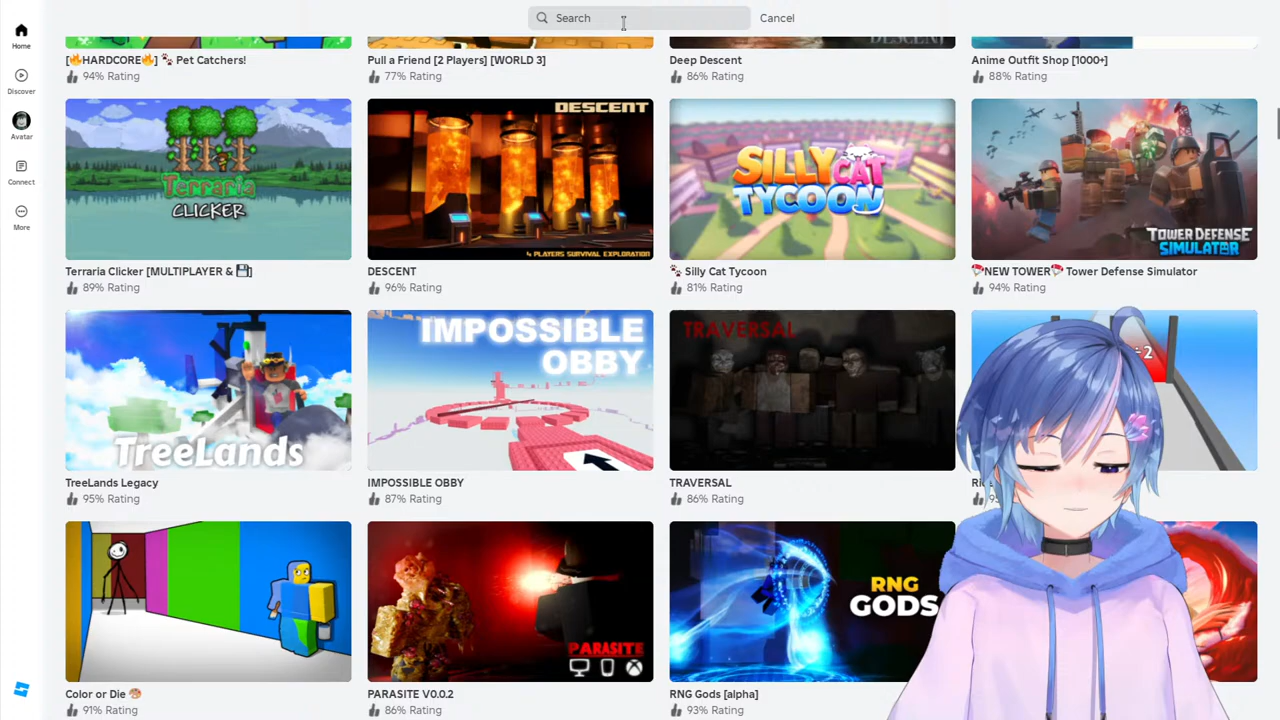 Search
Cancel
Home
Discover
Avatar
Connect
More
[🔥HARDCORE🔥] 🐾 Pet Catchers!
94% Rating
Pull a Friend [2 Players] [WORLD 3]
77% Rating
Deep Descent
86% Rating
Anime Outfit Shop [1000+]
88% Rating
Terraria
CLICKER
DESCENT
4 PLAYERS SURVIVAL EXPLORATION
SILLY CAT
TYCOON
TOWER DEFENSE
SIMULATOR
Terraria Clicker [MULTIPLAYER & 💾]
89% Rating
DESCENT
96% Rating
🐾 Silly Cat Tycoon
81% Rating
🎅NEW TOWER🎅 Tower Defense Simulator
94% Rating
TreeLands
IMPOSSIBLE
OBBY
TRAVERSAL
TreeLands Legacy
95% Rating
IMPOSSIBLE OBBY
87% Rating
TRAVERSAL
86% Rating
PARASITE
RNG
GODS
Color or Die 🎨
91% Rating
PARASITE V0.0.2
86% Rating
RNG Gods [alpha]
93% Rating